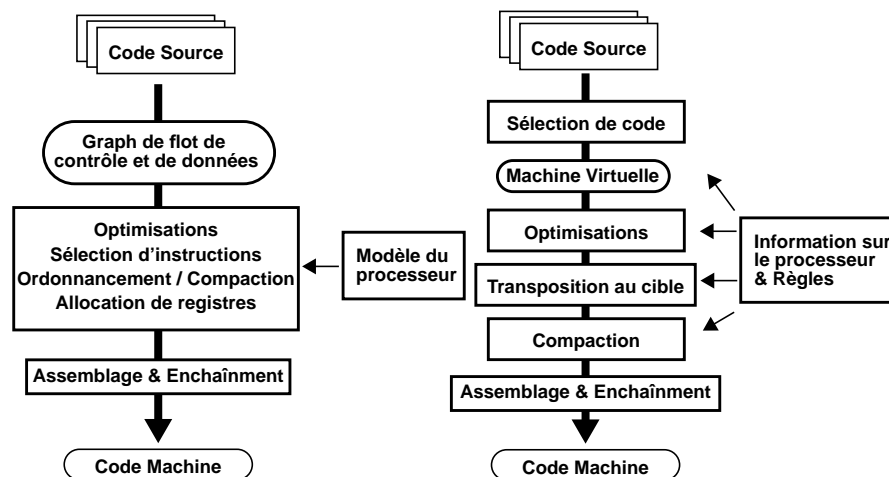 Code Source
Graph de flot de
contrôle et de données
Optimisations
Sélection d'instructions
Ordonnancement / Compaction
Allocation de registres
Modèle du
processeur
Assemblage & Enchaînment
Code Machine
Code Source
Sélection de code
Machine Virtuelle
Optimisations
Transposition au cible
Compaction
Information sur
le processeur
& Règles
Assemblage & Enchaînment
Code Machine